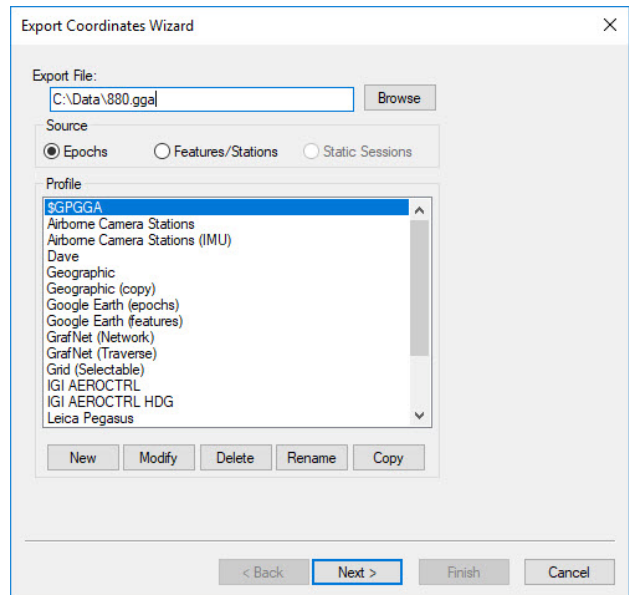 Export Coordinates Wizard
Export File:
C:\Data\880.gga
Browse
Source
Epochs
Features/Stations
Static Sessions
Profile
$GPGGA
Airborne Camera Stations
Airborne Camera Stations (IMU)
Dave
Geographic
Geographic (copy)
Google Earth (epochs)
Google Earth (features)
GrafNet (Network)
GrafNet (Traverse)
Grid (Selectable)
IGI AEROCTRL
IGI AEROCTRL HDG
Leica Pegasus
New Modify Delete Rename Copy
< Back Next > Finish Cancel